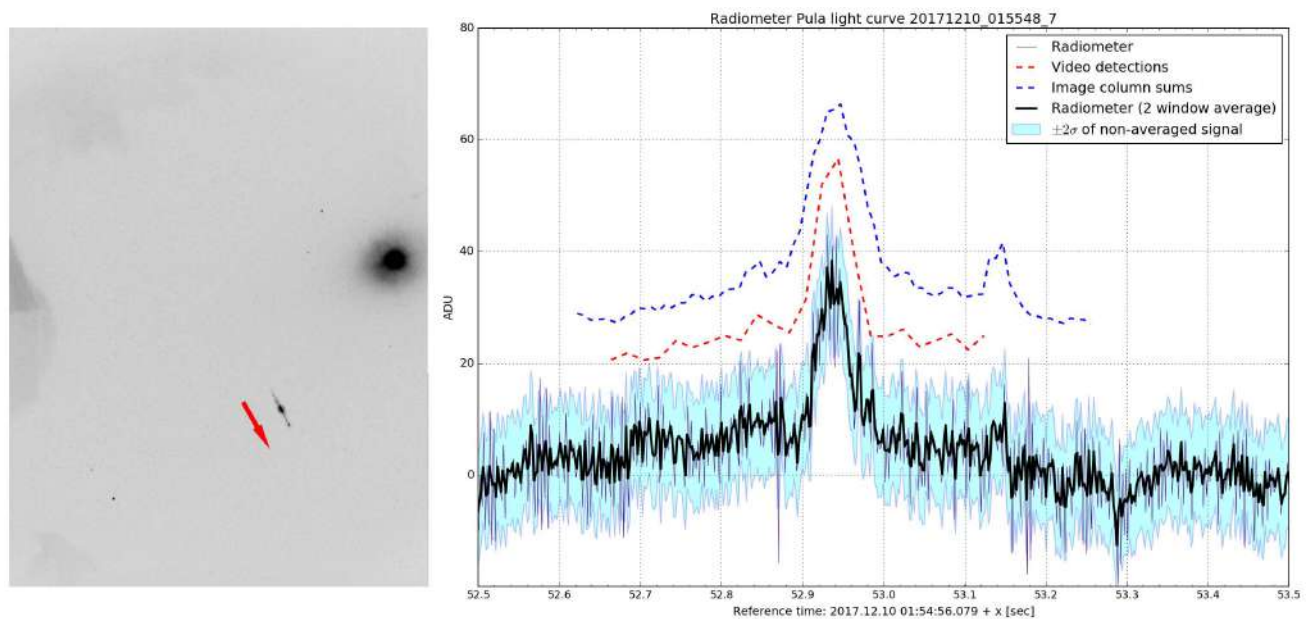 Radiometer Pula light curve 20171210_015548_7
80
60
40
20
0
ADU
Radiometer
Video detections
Image column sums
Radiometer (2 window average)
±2σ of non-averaged signal
52.5 52.6 52.7 52.8 52.9 53.0 53.1 53.2 53.3 53.4 53.5
Reference time: 2017.12.10 01:54:56.079 + x [sec]